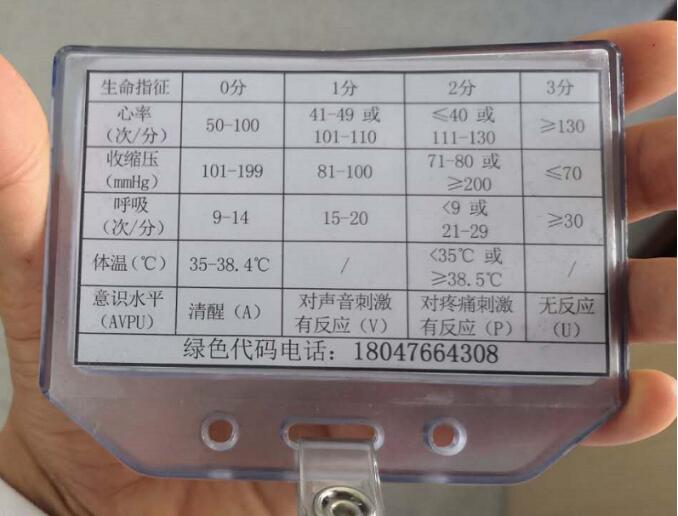 生命指征 0分 1分 2分 3分
心率 41-49 或 ≤40 或
（次/分） 50-100 101-110 111-130 ≥130
收缩压 71-80 或
（mmHg） 101-199 81-100 ≥200 ≤70
呼吸 <9 或
（次/分） 9-14 15-20 21-29 ≥30
体温（℃） 35-38.4℃ / <35℃ 或 /
≥38.5℃
意识水平 清醒（A） 对声音刺激 对疼痛刺激 无反应
（AVPU） 有反应（V） 有反应（P） （U）
绿色代码电话：18047664308